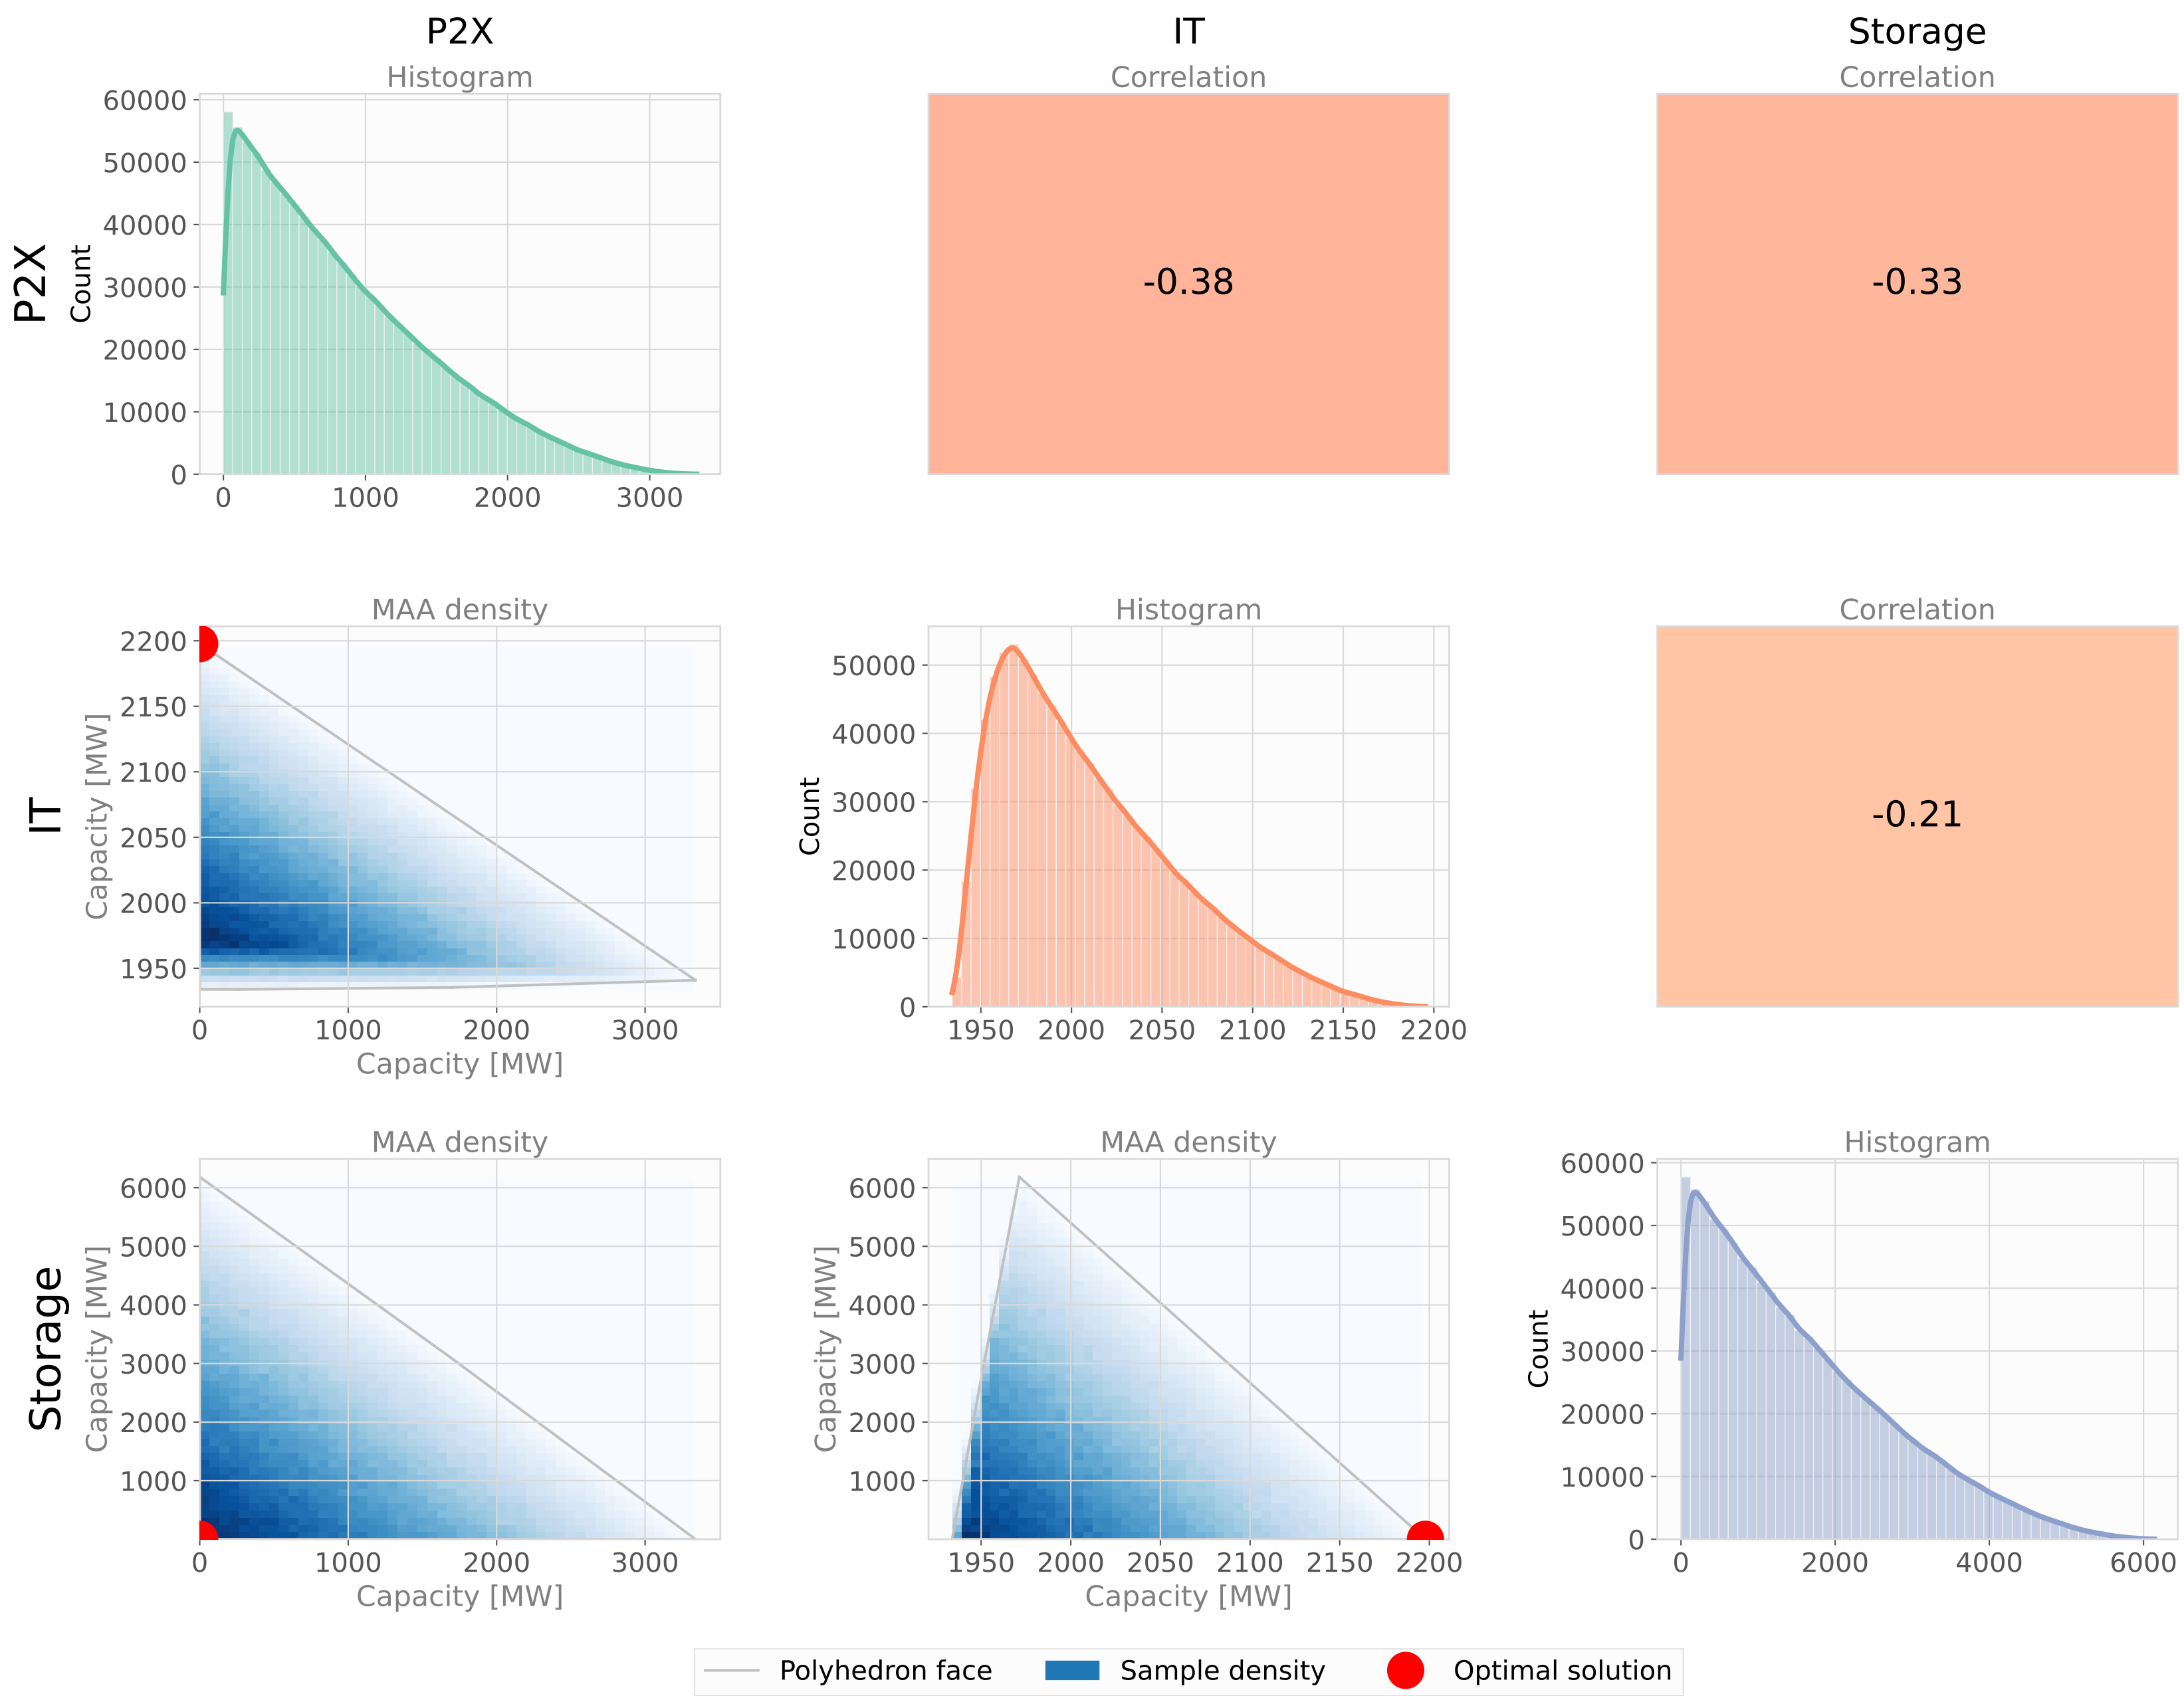 P2X IT Storage
Histogram Correlation Correlation
P2X
Count
60000
50000
40000
30000
20000
10000
0
0 1000 2000 3000
-0.38
-0.33
MAA density Histogram Correlation
IT
Capacity [MW]
2200
2150
2100
2050
2000
1950
0 1000 2000 3000
Capacity [MW]
Count
50000
40000
30000
20000
10000
0
1950 2000 2050 2100 2150 2200
-0.21
MAA density MAA density Histogram
Storage
Capacity [MW]
6000
5000
4000
3000
2000
1000
0 1000 2000 3000
Capacity [MW]
Capacity [MW]
6000
5000
4000
3000
2000
1000
1950 2000 2050 2100 2150 2200
Capacity [MW]
Count
60000
50000
40000
30000
20000
10000
0
0 2000 4000 6000
Polyhedron face Sample density Optimal solution